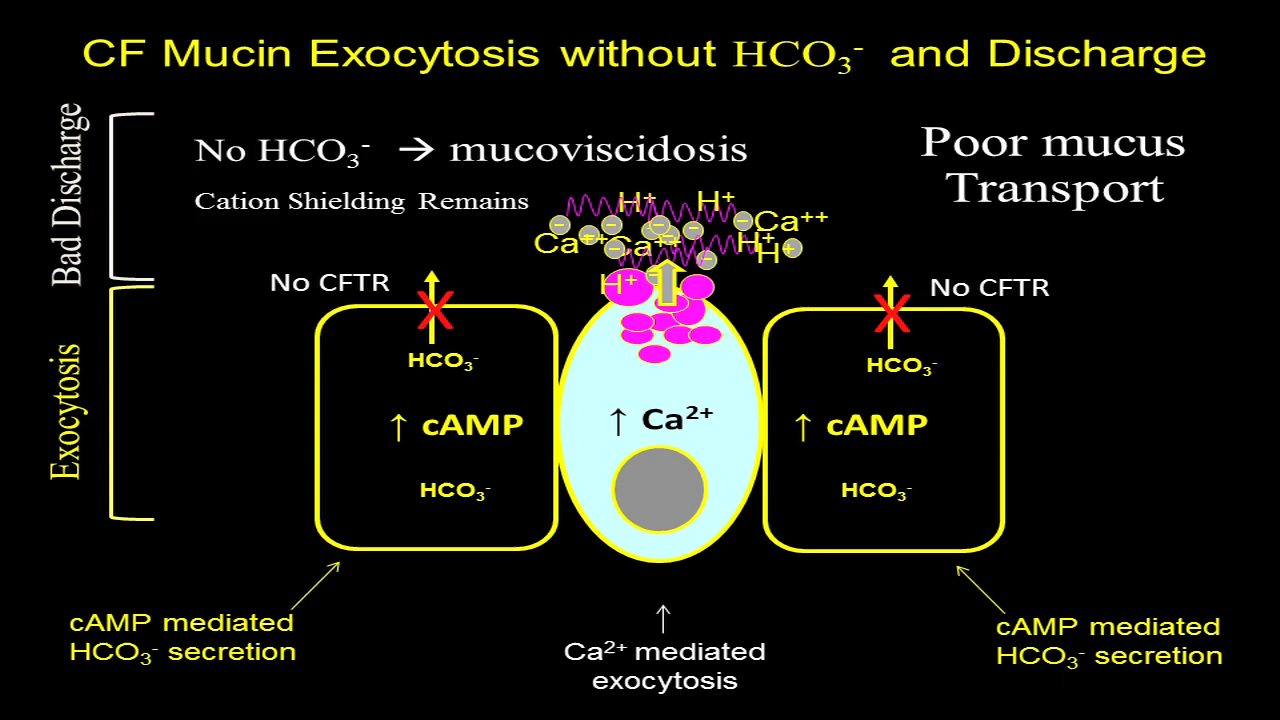 CF Mucin Exocytosis without HCO₃⁻ and Discharge
Bad Discharge
No HCO₃⁻ → mucoviscidosis
Poor mucus
Transport
Cation Shielding Remains
H⁺ H⁺
Ca⁺⁺
Ca⁺⁺ Ca⁺⁺ H⁺
H⁺
H⁺
No CFTR
No CFTR
X
X
HCO₃⁻
HCO₃⁻
Exocytosis
↑ cAMP
↑ Ca²⁺
↑ cAMP
HCO₃⁻
HCO₃⁻
cAMP mediated
HCO₃⁻ secretion
Ca²⁺ mediated
exocytosis
cAMP mediated
HCO₃⁻ secretion